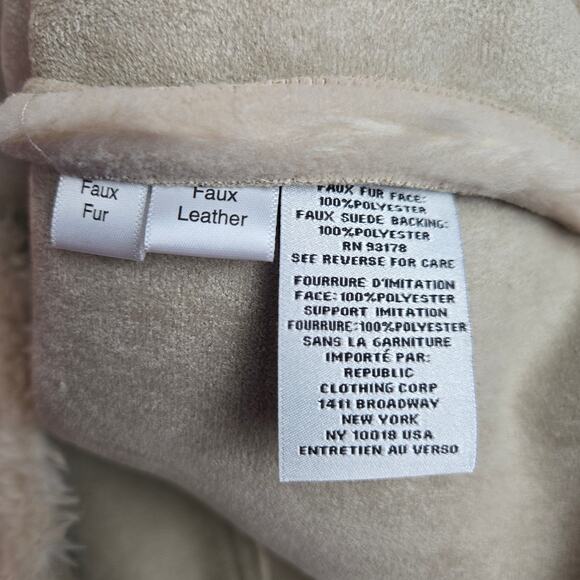 Faux
Fur
Faux
Leather
FAUX FUR FACE:
100%POLYESTER
FAUX SUEDE BACKING:
100%POLYESTER
RN 93178
SEE REVERSE FOR CARE
FOURRURE D'IMITATION
FACE:100%POLYESTER
SUPPORT IMITATION
FOURRURE:100%POLYESTER
SANS LA GARNITURE
IMPORTÉ PAR:
REPUBLIC
CLOTHING CORP
1411 BROADWAY
NEW YORK
NY 10018 USA
ENTRETIEN AU VERSO